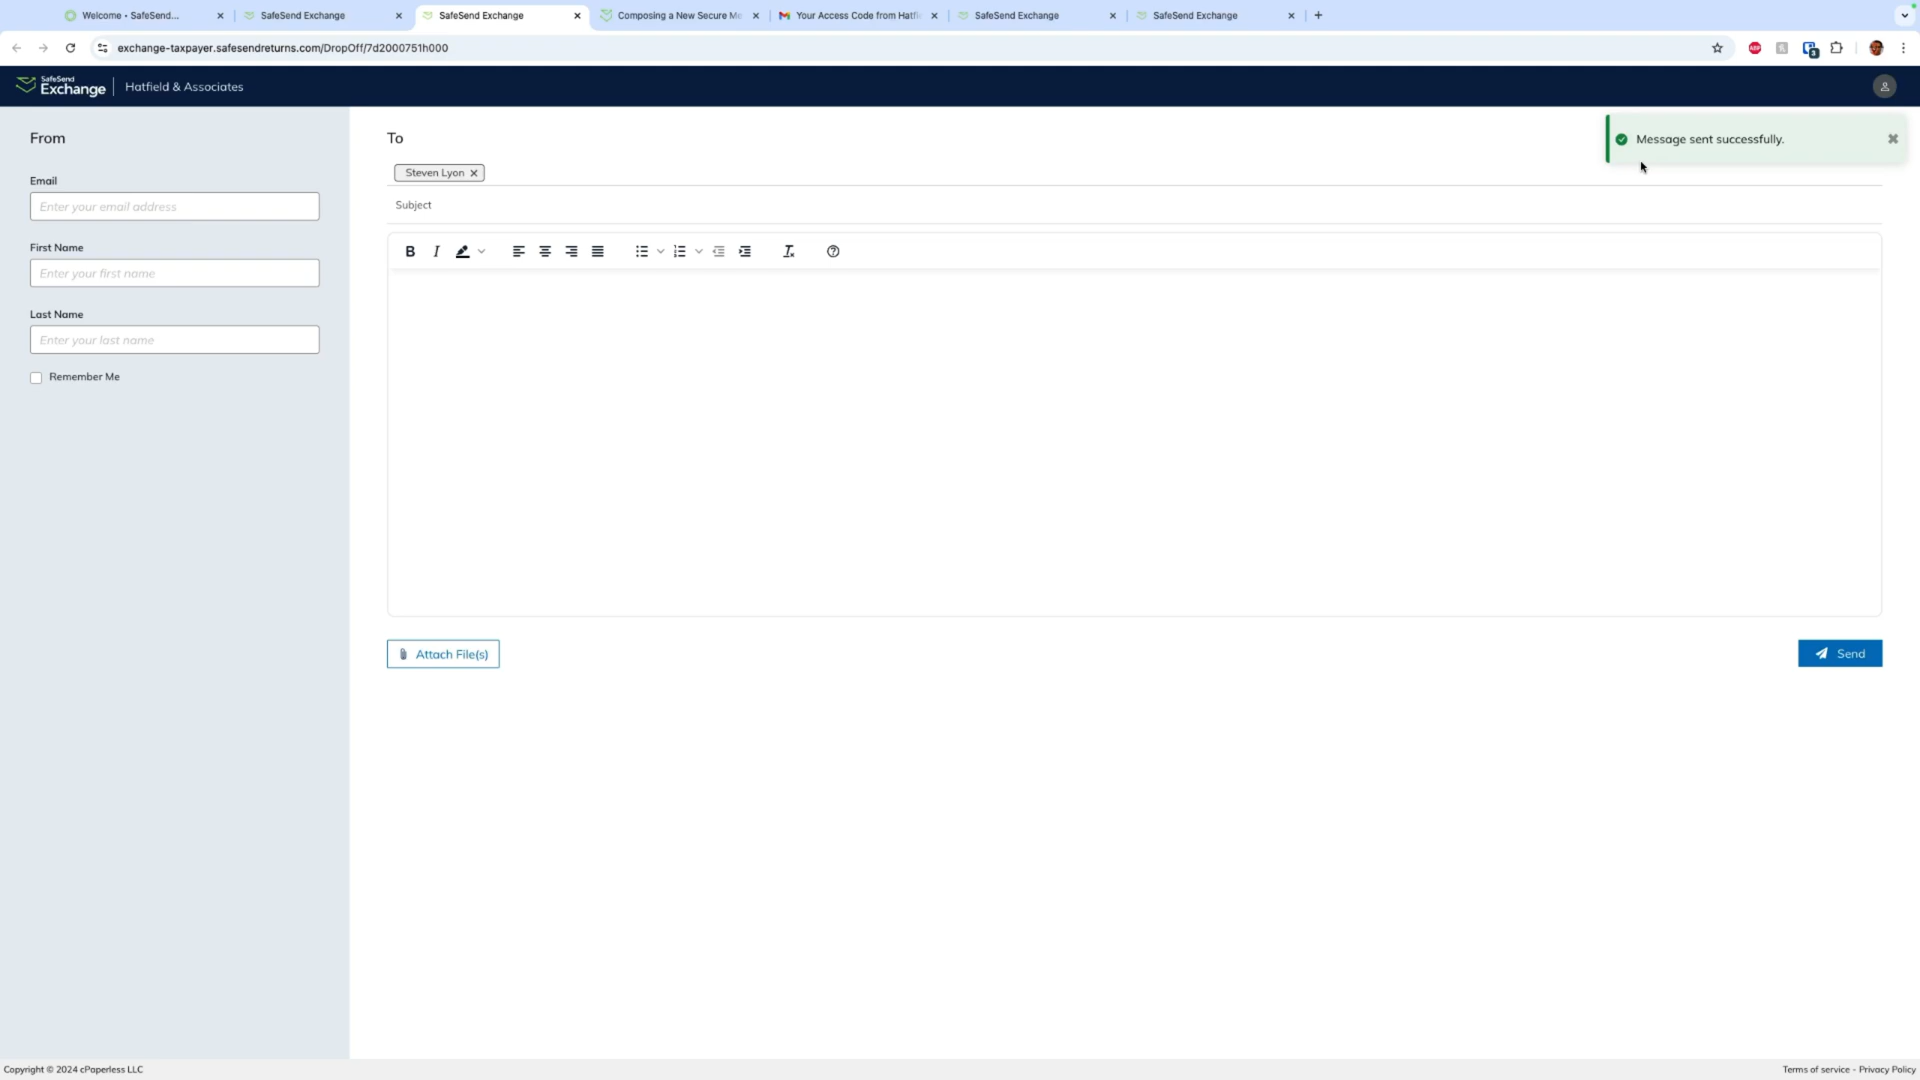 Welcome • SafeSend...
SafeSend Exchange
SafeSend Exchange
Composing a New Secure Me
Your Access Code from Hatfi
SafeSend Exchange
SafeSend Exchange
exchange-taxpayer.safesendreturns.com/DropOff/7d2000751h000
SafeSend
Exchange
Hatfield & Associates
From
To
Message sent successfully.
Email
Steven Lyon
Enter your email address
Subject
First Name
Enter your first name
Last Name
Enter your last name
Remember Me
Attach File(s)
Send
Copyright © 2024 cPaperless LLC
Terms of service - Privacy Policy